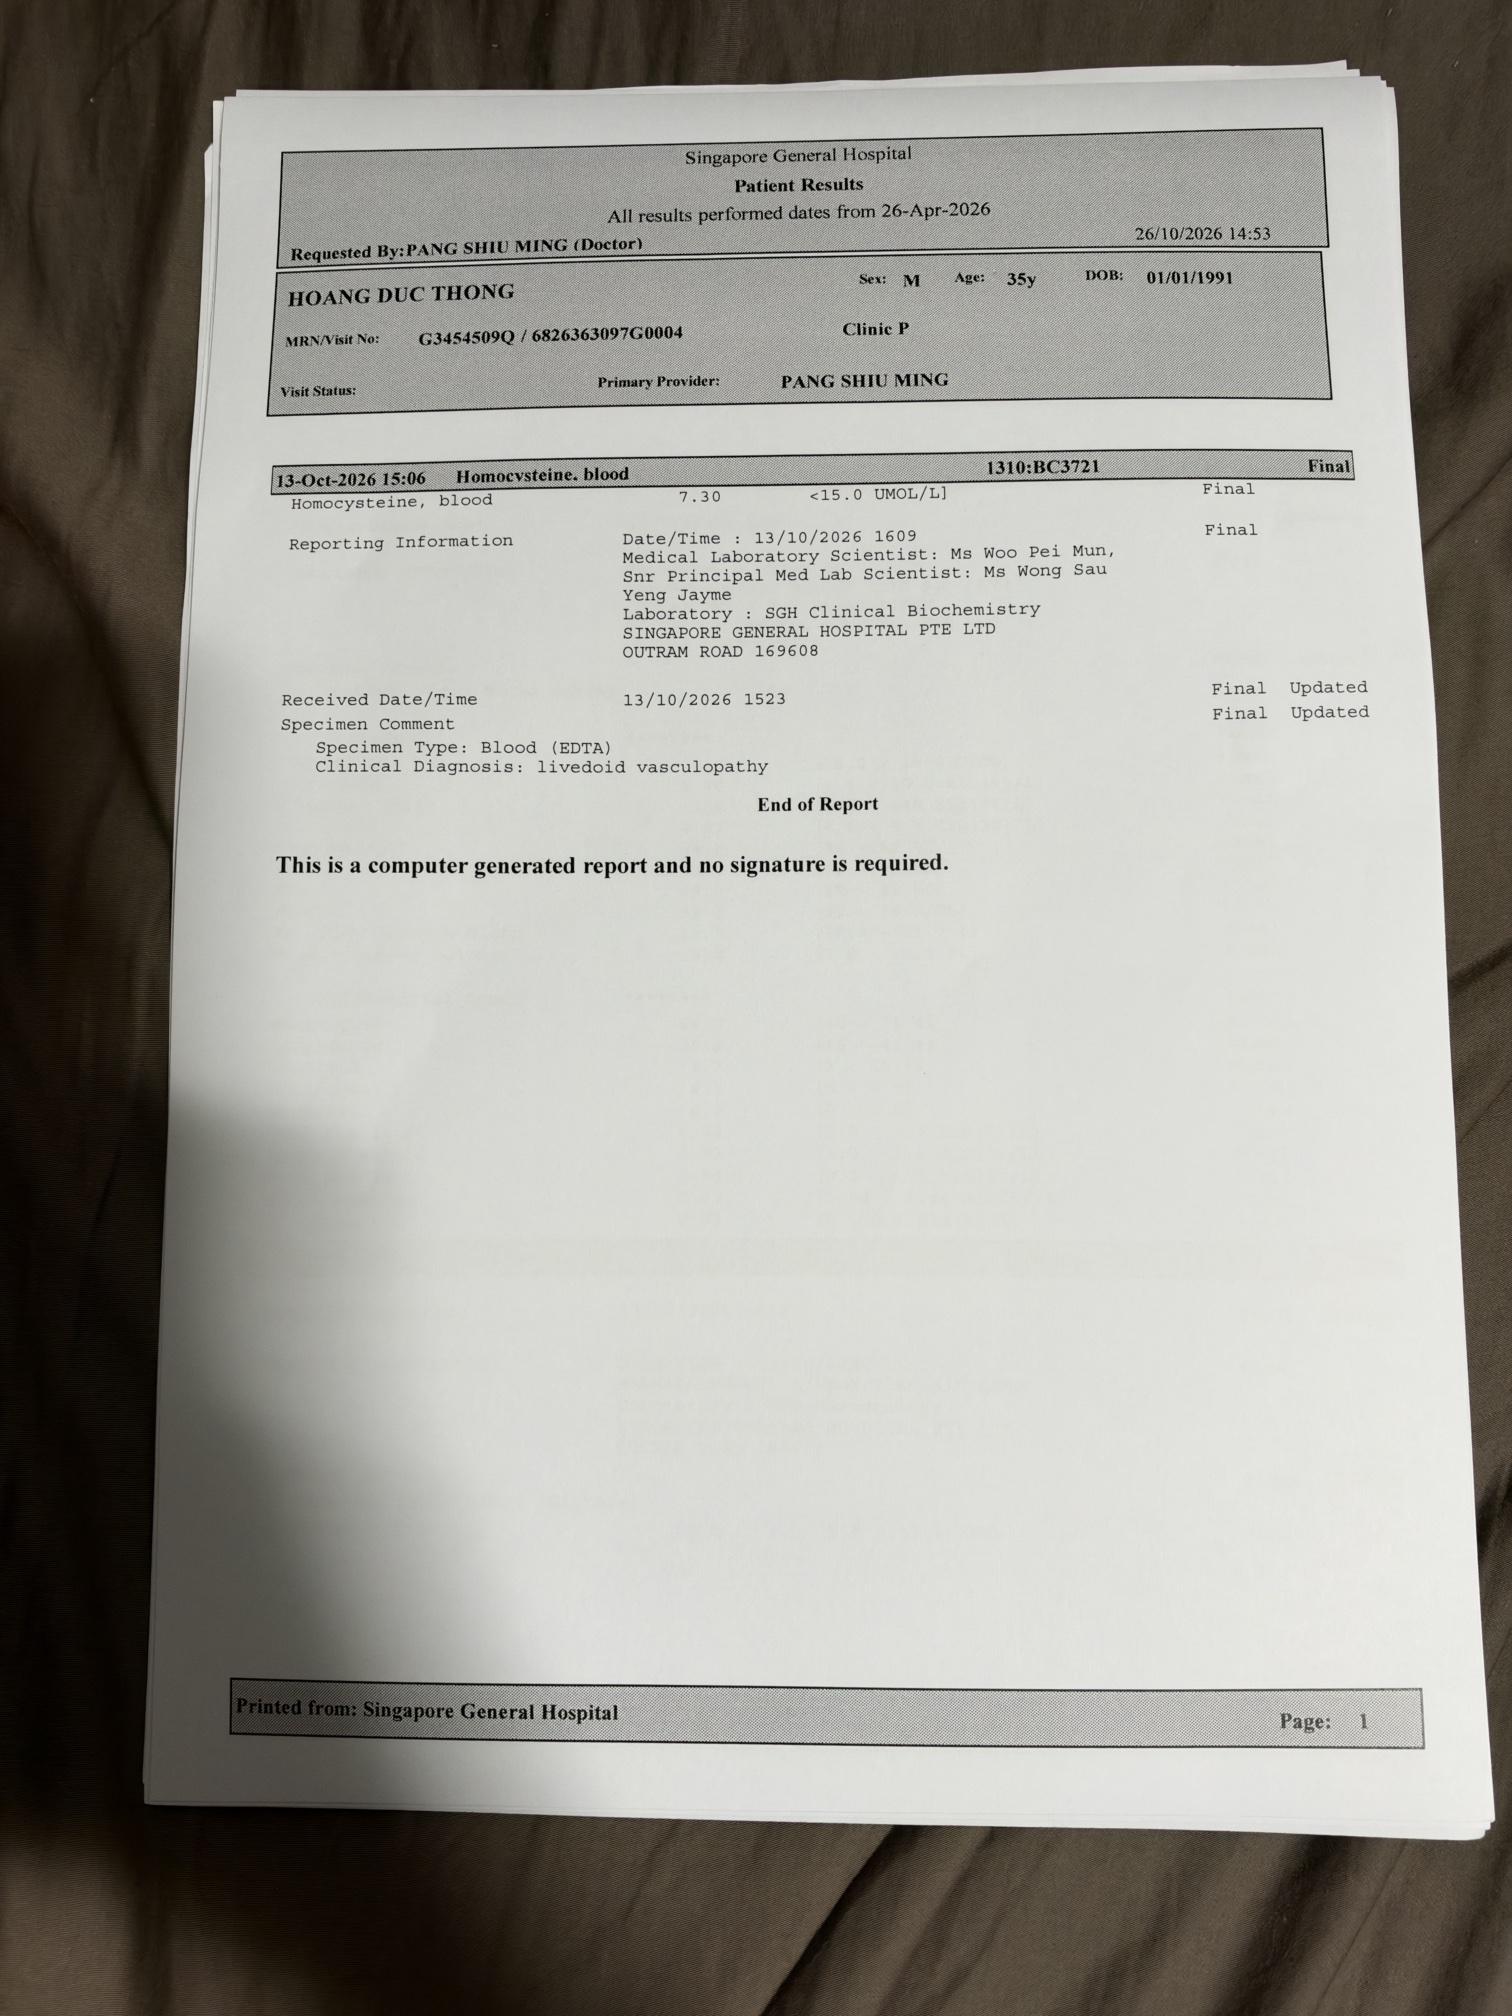 Singapore General Hospital
Patient Results
All results performed dates from 26-Apr-2026
Requested By:PANG SHIU MING (Doctor) 26/10/2026 14:53
HOANG DUC THONG Sex: M Age: 35y DOB: 01/01/1991
MRN/Visit No: G3454509Q / 6826363097G0004 Clinic P
Visit Status: Primary Provider: PANG SHIU MING
13-Oct-2026 15:06 Homocysteine, blood 1310:BC3721 Final
Homocysteine, blood 7.30 <15.0 UMOL/L] Final
Reporting Information Date/Time : 13/10/2026 1609 Final
Medical Laboratory Scientist: Ms Woo Pei Mun,
Snr Principal Med Lab Scientist: Ms Wong Sau
Yeng Jayme
Laboratory : SGH Clinical Biochemistry
SINGAPORE GENERAL HOSPITAL PTE LTD
OUTRAM ROAD 169608
Received Date/Time 13/10/2026 1523 Final Updated
Specimen Comment Final Updated
Specimen Type: Blood (EDTA)
Clinical Diagnosis: livedoid vasculopathy
End of Report
This is a computer generated report and no signature is required.
Printed from: Singapore General Hospital Page: 1